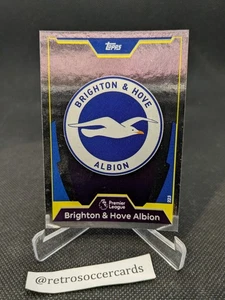 Topps
BRIGHTON & HOVE
ALBION
Premier
League
Brighton & Hove Albion
@retrosoccercards